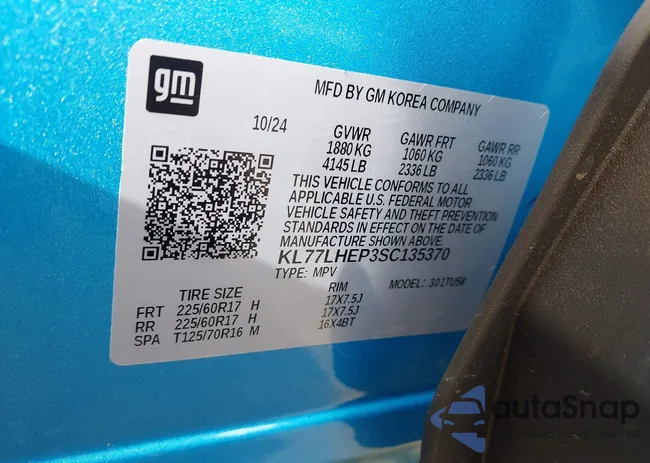 gm
MFD BY GM KOREA COMPANY
10/24 GVWR GAWR FRT GAWR RR
1880 KG 1060 KG 1060 KG
4145 LB 2336 LB 2336 LB
THIS VEHICLE CONFORMS TO ALL
APPLICABLE U.S. FEDERAL MOTOR
VEHICLE SAFETY AND THEFT PREVENTION
STANDARDS IN EFFECT ON THE DATE OF
MANUFACTURE SHOWN ABOVE.
KL77LHEP3SC135370
TYPE: MPV MODEL: 301TU58
TIRE SIZE RIM
FRT 225/60R17 H 17X7.5J
RR 225/60R17 H 17X7.5J
SPA T125/70R16 M 16X4BT
autoSnap